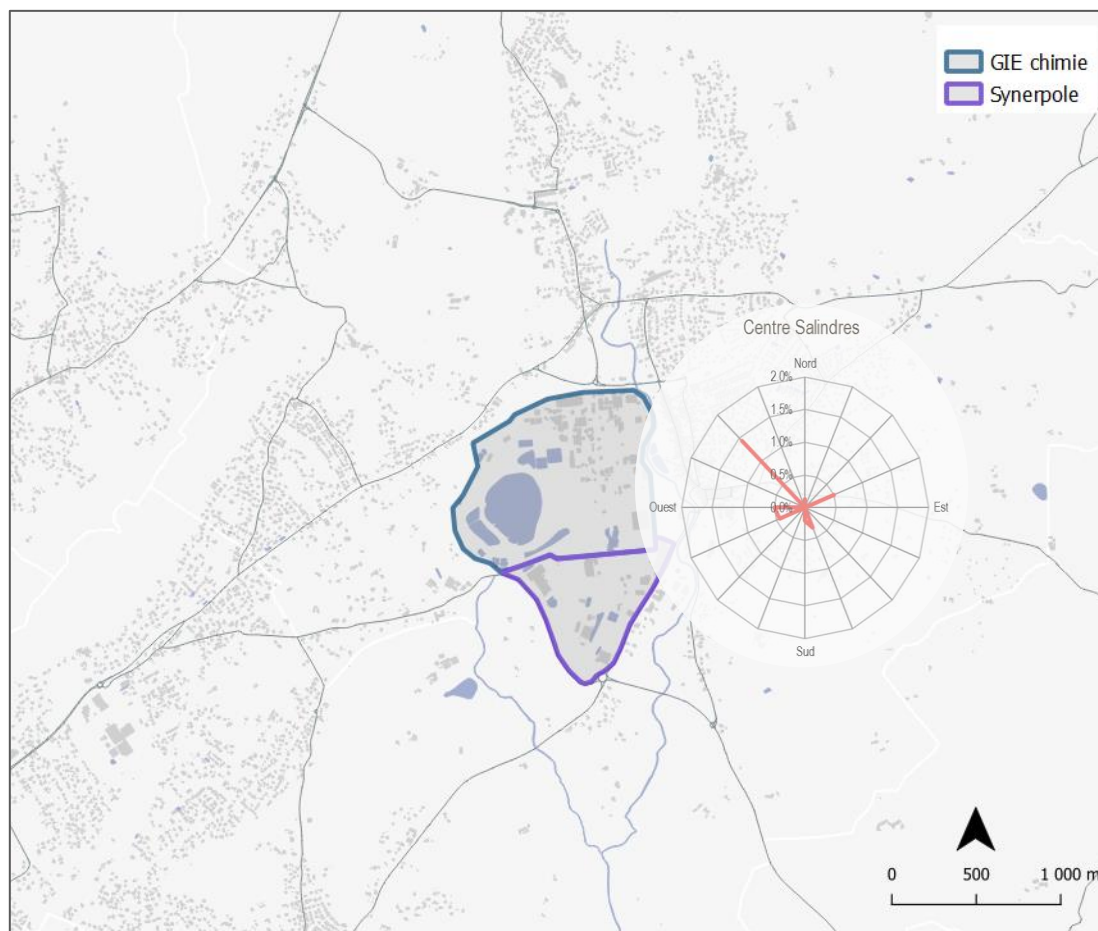 GIE chimie
Synerpole
Centre Salindres
Nord
2.0%
1.5%
1.0%
0.5%
Ouest
0.0%
Est
Sud
0
500
1 000 m